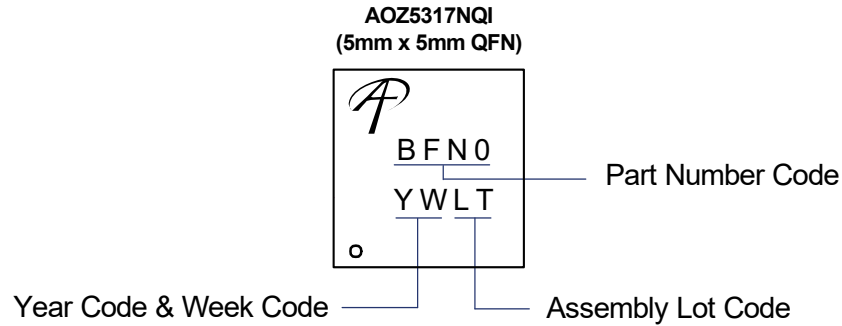 AOZ5317NQI
(5mm x 5mm QFN)
BFN0
Part Number Code
YWLT
Year Code & Week Code
Assembly Lot Code